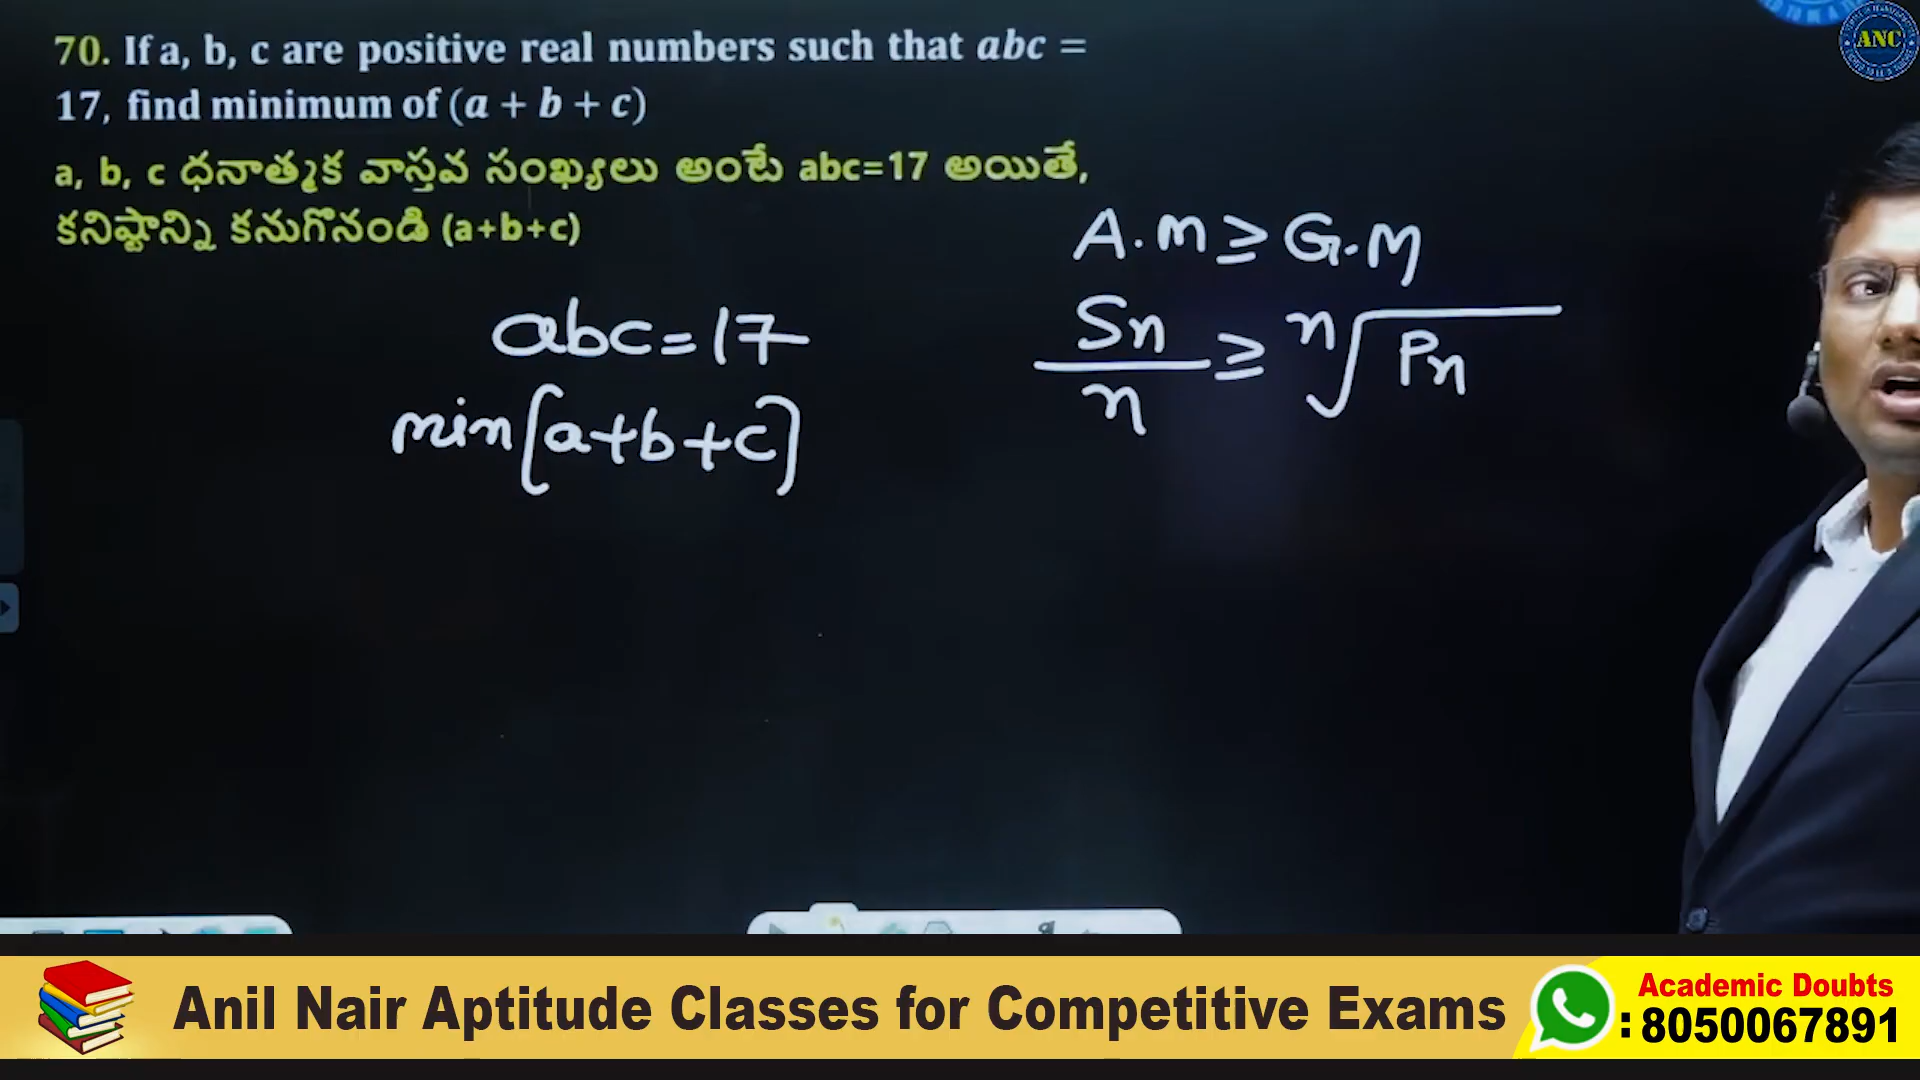 70. If a, b, c are positive real numbers such that abc =
17, find minimum of (a + b + c)
a, b, c ధనాత్మక వాస్తవ సంఖ్యలు అంటే abc=17 అయితే,
కనిష్టాన్ని కనుగొనండి (a+b+c)
abc=17
min[a+b+c]
A.M ≥ G.M
Sn/n ≥ n√Pn
ANC
Anil Nair Aptitude Classes for Competitive Exams
Academic Doubts
: 8050067891